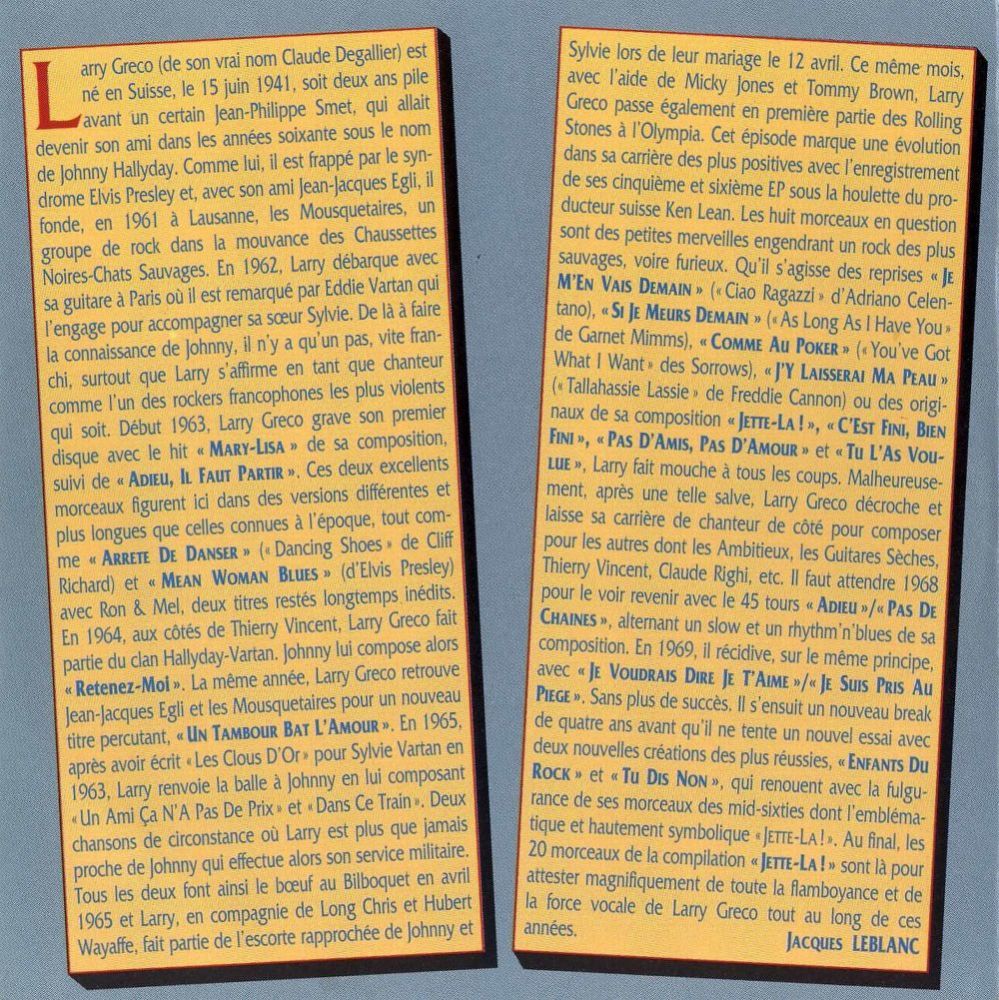 Larry Greco (de son vrai nom Claude Degallier) est
né en Suisse, le 15 juin 1941, soit deux ans pile
avant un certain Jean-Philippe Smet, qui allait
devenir son ami dans les années soixante sous le nom
de Johnny Hallyday. Comme lui, il est frappé par le syn-
drome Elvis Presley et, avec son ami Jean-Jacques Egli, il
fonde, en 1961 à Lausanne, les Mousquetaires, un
groupe de rock dans la mouvance des Chaussettes
Noires-Chats Sauvages. En 1962, Larry débarque avec
sa guitare à Paris où il est remarqué par Eddie Vartan qui
l'engage pour accompagner sa sœur Sylvie. De là à faire
la connaissance de Johnny, il n'y a qu'un pas, vite fran-
chi, surtout que Larry s'affirme en tant que chanteur
comme l'un des rockers francophones les plus violents
qui soit. Début 1963, Larry Greco grave son premier
disque avec le hit « MARY-LISA » de sa composition,
suivi de « ADIEU, IL FAUT PARTIR ». Ces deux excellents
morceaux figurent ici dans des versions différentes et
plus longues que celles connues à l'époque, tout com-
me « ARRETE DE DANSER » (« Dancing Shoes » de Cliff
Richard) et « MEAN WOMAN BLUES » (d'Elvis Presley)
avec Ron & Mel, deux titres restés longtemps inédits.
En 1964, aux côtés de Thierry Vincent, Larry Greco fait
partie du clan Hallyday-Vartan. Johnny lui compose alors
« Retenez-Moi ». La même année, Larry Greco retrouve
Jean-Jacques Egli et les Mousquetaires pour un nouveau
titre percutant, « UN TAMBOUR BAT L'AMOUR ». En 1965,
après avoir écrit « Les Clous D'Or » pour Sylvie Vartan en
1963, Larry renvoie la balle à Johnny en lui composant
« Un Ami Ça N'A Pas De Prix » et « Dans Ce Train ». Deux
chansons de circonstance où Larry est plus que jamais
proche de Johnny qui effectue alors son service militaire.
Tous les deux font ainsi le bœuf au Bilboquet en avril
1965 et Larry, en compagnie de Long Chris et Hubert
Wayaffe, fait partie de l'escorte rapprochée de Johnny et
Sylvie lors de leur mariage le 12 avril. Ce même mois,
avec l'aide de Micky Jones et Tommy Brown, Larry
Greco passe également en première partie des Rolling
Stones à l'Olympia. Cet épisode marque une évolution
dans sa carrière des plus positives avec l'enregistrement
de ses cinquième et sixième EP sous la houlette du pro-
ducteur suisse Ken Lean. Les huit morceaux en question
sont des petites merveilles engendrant un rock des plus
sauvages, voire furieux. Qu'il s'agisse des reprises « JE
M'EN VAIS DEMAIN » (« Ciao Ragazzi » d'Adriano Celen-
tano), « SI JE MEURS DEMAIN » (« As Long As I Have You »
de Garnet Mimms), « COMME AU POKER » (« You've Got
What I Want » des Sorrows), « J'Y LAISSERAI MA PEAU »
(« Tallahassie Lassie » de Freddie Cannon) ou des origi-
naux de sa composition « JETTE-LA ! », « C'EST FINI, BIEN
FINI », « PAS D'AMIS, PAS D'AMOUR » et « TU L'AS VOU-
LUE », Larry fait mouche à tous les coups. Malheureuse-
ment, après une telle salve, Larry Greco décroche et
laisse sa carrière de chanteur de côté pour composer
pour les autres dont les Ambitieux, les Guitares Sèches,
Thierry Vincent, Claude Righi, etc. Il faut attendre 1968
pour le voir revenir avec le 45 tours « ADIEU »/« PAS DE
CHAINES », alternant un slow et un rhythm'n'blues de sa
composition. En 1969, il récidive, sur le même principe,
avec « JE VOUDRAIS DIRE JE T'AIME »/« JE SUIS PRIS AU
PIEGE ». Sans plus de succès. Il s'ensuit un nouveau break
de quatre ans avant qu'il ne tente un nouvel essai avec
deux nouvelles créations des plus réussies, « ENFANTS DU
ROCK » et « TU DIS NON », qui renouent avec la fulgu-
rance de ses morceaux des mid-sixties dont l'embléma-
tique et hautement symbolique « JETTE-LA ! ». Au final, les
20 morceaux de la compilation « JETTE-LA ! » sont là pour
attester magnifiquement de toute la flamboyance et de
la force vocale de Larry Greco tout au long de ces
années.
JACQUES LEBLANC